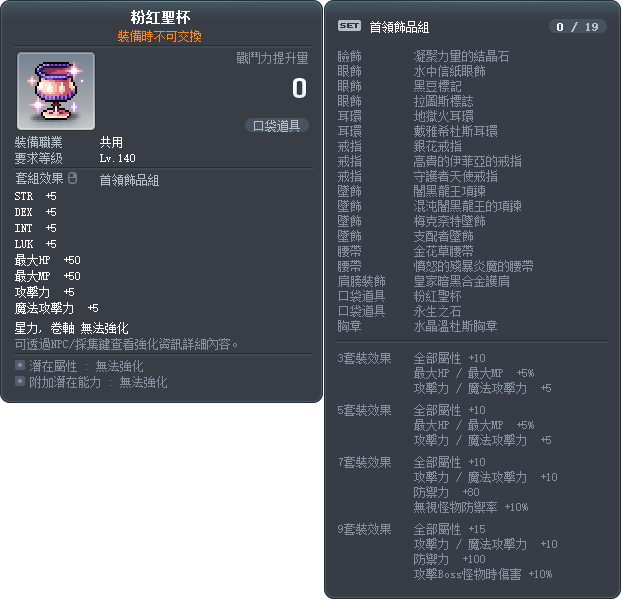 粉紅聖杯
裝備時不可交換
戰鬥力提升量
0
口袋道具
裝備職業 共用
要求等級 Lv.140
套組效果 首領飾品組
STR +5
DEX +5
INT +5
LUK +5
最大HP +50
最大MP +50
攻擊力 +5
魔法攻擊力 +5
星力, 卷軸 無法強化
可透過NPC/採集鍵查看強化資訊詳細內容。
潛在屬性 : 無法強化
附加潛在能力 : 無法強化
SET 首領飾品組 0 / 19
臉飾 凝聚力量的結晶石
眼飾 水中信紙眼飾
眼飾 黑豆標記
眼飾 拉圖斯標誌
耳環 地獄火耳環
耳環 戴雅希杜斯耳環
戒指 銀花戒指
戒指 高貴的伊菲亞的戒指
戒指 守護者天使戒指
墜飾 闇黑龍王項鍊
墜飾 混沌闇黑龍王的項鍊
墜飾 梅克奈特墜飾
墜飾 支配者墜飾
腰帶 金花草腰帶
腰帶 憤怒的殘暴炎魔的腰帶
肩膀裝飾 皇家暗黑合金護肩
口袋道具 粉紅聖杯
口袋道具 永生之石
胸章 水晶溫杜斯胸章
3套裝效果 全部屬性 +10
最大HP / 最大MP +5%
攻擊力 / 魔法攻擊力 +5
5套裝效果 全部屬性 +10
最大HP / 最大MP +5%
攻擊力 / 魔法攻擊力 +5
7套裝效果 全部屬性 +10
攻擊力 / 魔法攻擊力 +10
防禦力 +80
無視怪物防禦率 +10%
9套裝效果 全部屬性 +15
攻擊力 / 魔法攻擊力 +10
防禦力 +100
攻擊Boss怪物時傷害 +10%